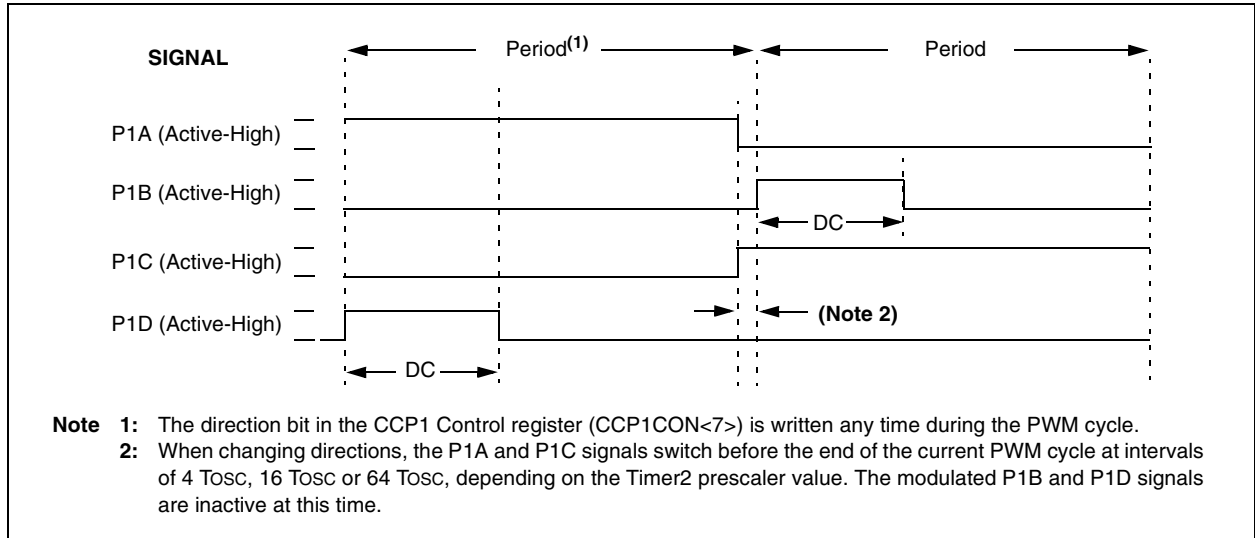 SIGNAL
Period(1)
Period
P1A (Active-High)
P1B (Active-High)
DC
P1C (Active-High)
P1D (Active-High)
(Note 2)
DC
Note 1: The direction bit in the CCP1 Control register (CCP1CON<7>) is written any time during the PWM cycle.
2: When changing directions, the P1A and P1C signals switch before the end of the current PWM cycle at intervals
of 4 TOSC, 16 TOSC or 64 TOSC, depending on the Timer2 prescaler value. The modulated P1B and P1D signals
are inactive at this time.